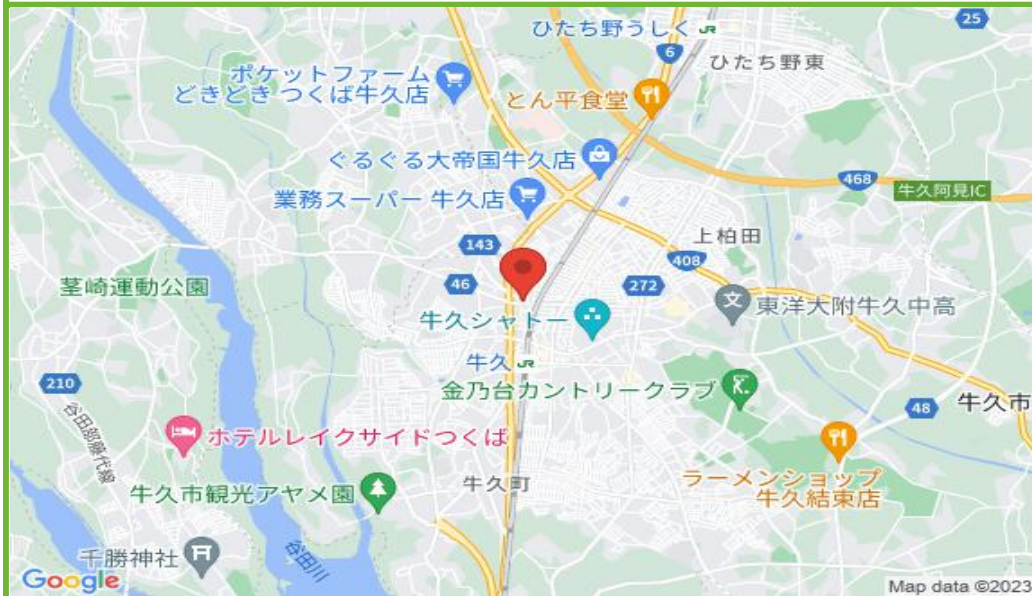 ひたち野うしく JR
25
6
ひたち野東
ポケットファーム
どきどき つくば牛久店
とん平食堂
ぐるぐる大帝国牛久店
業務スーパー 牛久店
468
牛久阿見IC
143
上柏田
408
茎崎運動公園
46
272
牛久シャトー
東洋大附牛久中高
牛久 JR
210
金乃台カントリークラブ
48
牛久市
谷田部藤代線
ホテルレイクサイドつくば
ラーメンショップ
牛久結束店
牛久市観光アヤメ園
牛久町
千勝神社
谷田川
Google
Map data ©2023